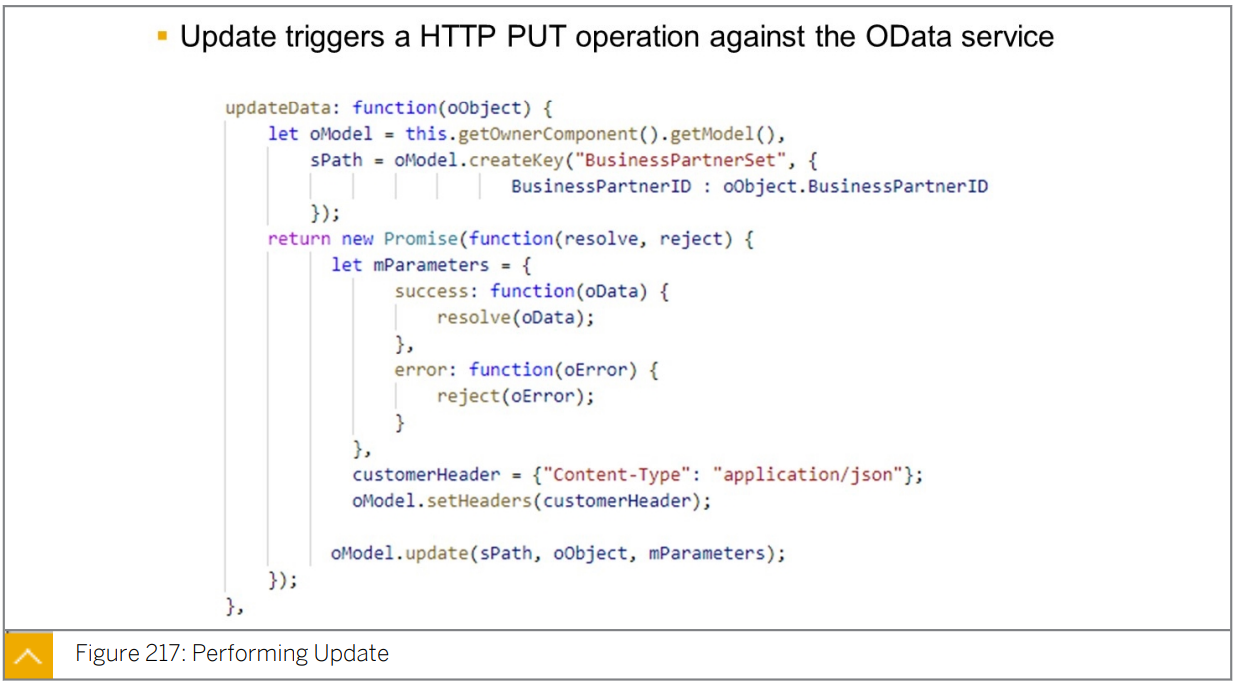 ▪ Update triggers a HTTP PUT operation against the OData service
updateData: function(oObject) {
let oModel = this.getOwnerComponent().getModel(),
sPath = oModel.createKey("BusinessPartnerSet", {
BusinessPartnerID : oObject.BusinessPartnerID
});
return new Promise(function(resolve, reject) {
let mParameters = {
success: function(oData) {
resolve(oData);
},
error: function(oError) {
reject(oError);
}
},
customerHeader = {"Content-Type": "application/json"};
oModel.setHeaders(customerHeader);
oModel.update(sPath, oObject, mParameters);
});
},
Figure 217: Performing Update